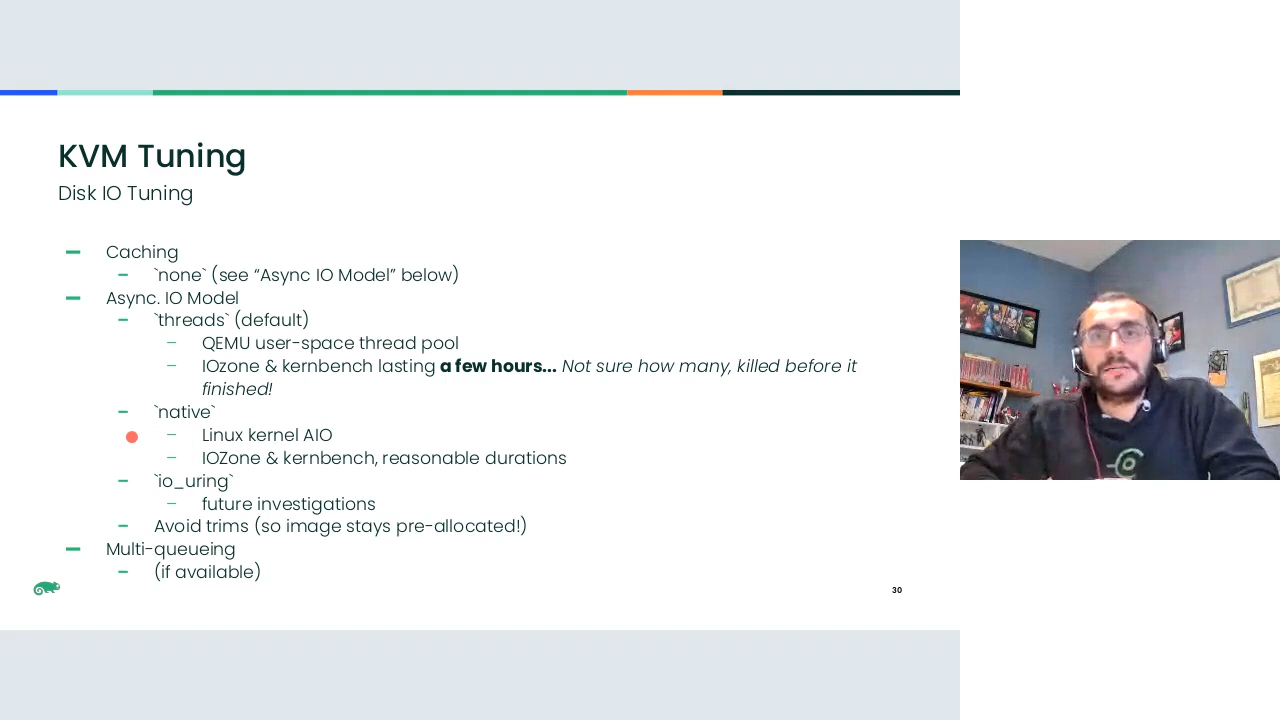 KVM Tuning
Disk IO Tuning
Caching
`none` (see “Async IO Model” below)
Async. IO Model
`threads` (default)
QEMU user-space thread pool
IOzone & kernbench lasting a few hours... Not sure how many, killed before it
finished!
`native`
Linux kernel AIO
IOZone & kernbench, reasonable durations
`io_uring`
future investigations
Avoid trims (so image stays pre-allocated!)
Multi-queueing
(if available)
30